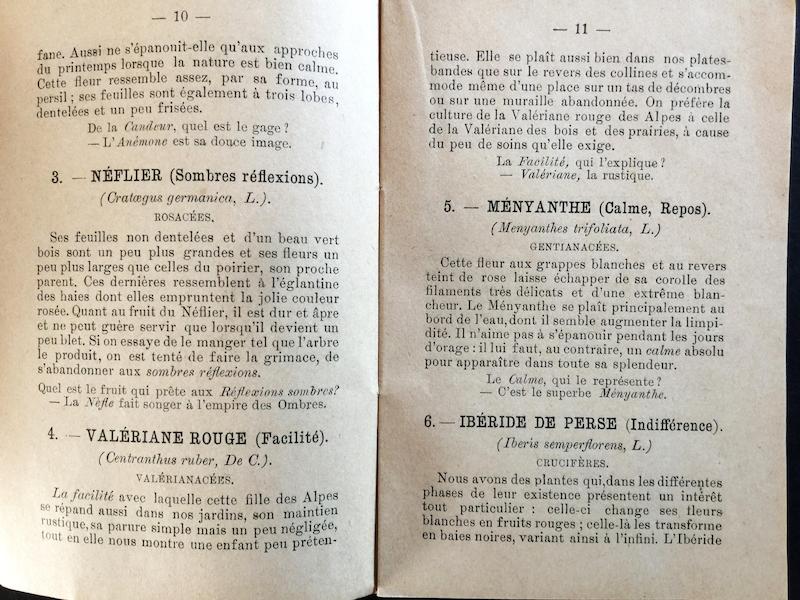 — 10 —
fane. Aussi ne s'épanouit-elle qu'aux approches
du printemps lorsque la nature est bien calme.
Cette fleur ressemble assez, par sa forme, au
persil ; ses feuilles sont également à trois lobes,
dentelées et un peu frisées.
De la Candeur, quel est le gage ?
— L'Anémone est sa douce image.
3. — NÉFLIER (Sombres réflexions).
(Cratœgus germanica, L.).
ROSACÉES.
Ses feuilles non dentelées et d'un beau vert
bois sont un peu plus grandes et ses fleurs un
peu plus larges que celles du poirier, son proche
parent. Ces dernières ressemblent à l'églantine
des haies dont elles empruntent la jolie couleur
rosée. Quant au fruit du Néflier, il est dur et âpre
et ne peut guère servir que lorsqu'il devient un
peu blet. Si on essaye de le manger tel que l'arbre
le produit, on est tenté de faire la grimace, de
s'abandonner aux sombres réflexions.
Quel est le fruit qui prête aux Réflexions sombres?
— La Nèfle fait songer à l'empire des Ombres.
4. — VALÉRIANE ROUGE (Facilité).
(Centranthus ruber, De C.).
VALÉRIANACÉES.
La facilité avec laquelle cette fille des Alpes
se répand aussi dans nos jardins, son maintien
rustique, sa parure simple mais un peu négligée,
tout en elle nous montre une enfant peu préten-
— 11 —
tieuse. Elle se plaît aussi bien dans nos plates-
bandes que sur le revers des collines et s'accom-
mode même d'une place sur un tas de décombres
ou sur une muraille abandonnée. On préfère la
culture de la Valériane rouge des Alpes à celle
de la Valériane des bois et des prairies, à cause
du peu de soins qu'elle exige.
La Facilité, qui l'explique ?
— Valériane, la rustique.
5. — MÉNYANTHE (Calme, Repos).
(Menyanthes trifoliata, L.)
GENTIANACÉES.
Cette fleur aux grappes blanches et au revers
teint de rose laisse échapper de sa corolle des
filaments très délicats et d'une extrême blan-
cheur. Le Ményanthe se plaît principalement au
bord de l'eau, dont il semble augmenter la limpi-
dité. Il n'aime pas à s'épanouir pendant les jours
d'orage : il lui faut, au contraire, un calme absolu
pour apparaître dans toute sa splendeur.
Le Calme, qui le représente ?
— C'est le superbe Ményanthe.
6. — IBÉRIDE DE PERSE (Indifférence).
(Iberis semperflorens, L.)
CRUCIFÈRES.
Nous avons des plantes qui, dans les différentes
phases de leur existence présentent un intérêt
tout particulier : celle-ci change ses fleurs
blanches en fruits rouges ; celle-là les transforme
en baies noires, variant ainsi à l'infini. L'Ibéride